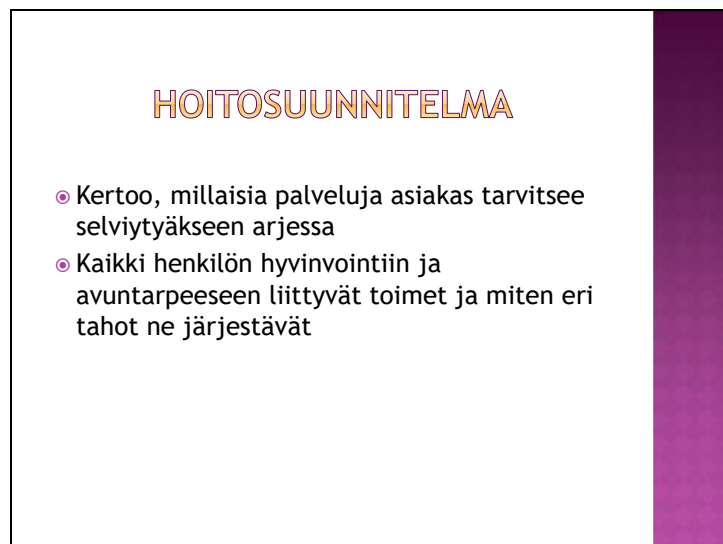 HOITOSUUNNITELMA
Kertoo, millaisia palveluja asiakas tarvitsee
selviytyäkseen arjessa
Kaikki henkilön hyvinvointiin ja
avuntarpeeseen liittyvät toimet ja miten eri
tahot ne järjestävät